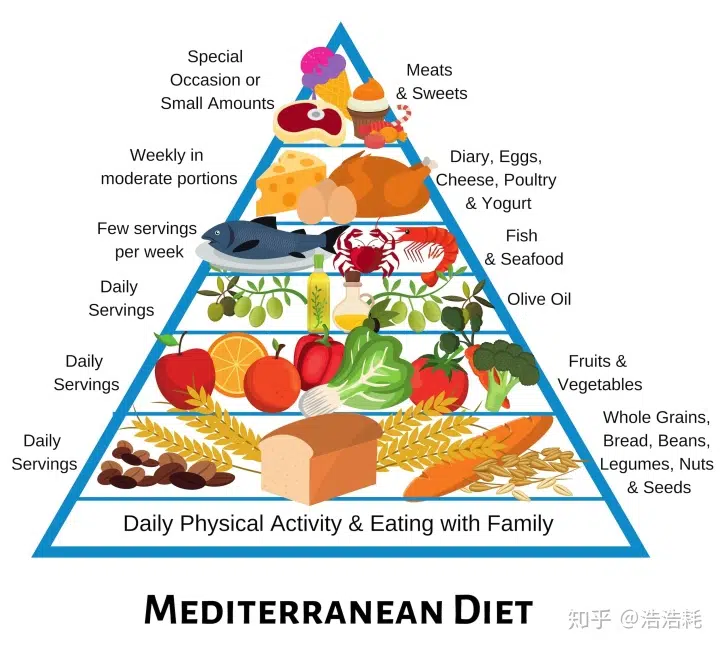 Special
Occasion or
Small Amounts
Meats
& Sweets
Weekly in
moderate portions
Diary, Eggs,
Cheese, Poultry
& Yogurt
Few servings
per week
Fish
& Seafood
Daily
Servings
Olive Oil
Daily
Servings
Fruits &
Vegetables
Daily
Servings
Whole Grains,
Bread, Beans,
Legumes, Nuts
& Seeds
Daily Physical Activity & Eating with Family
MEDITERRANEAN DIET
知乎 @浩浩耗